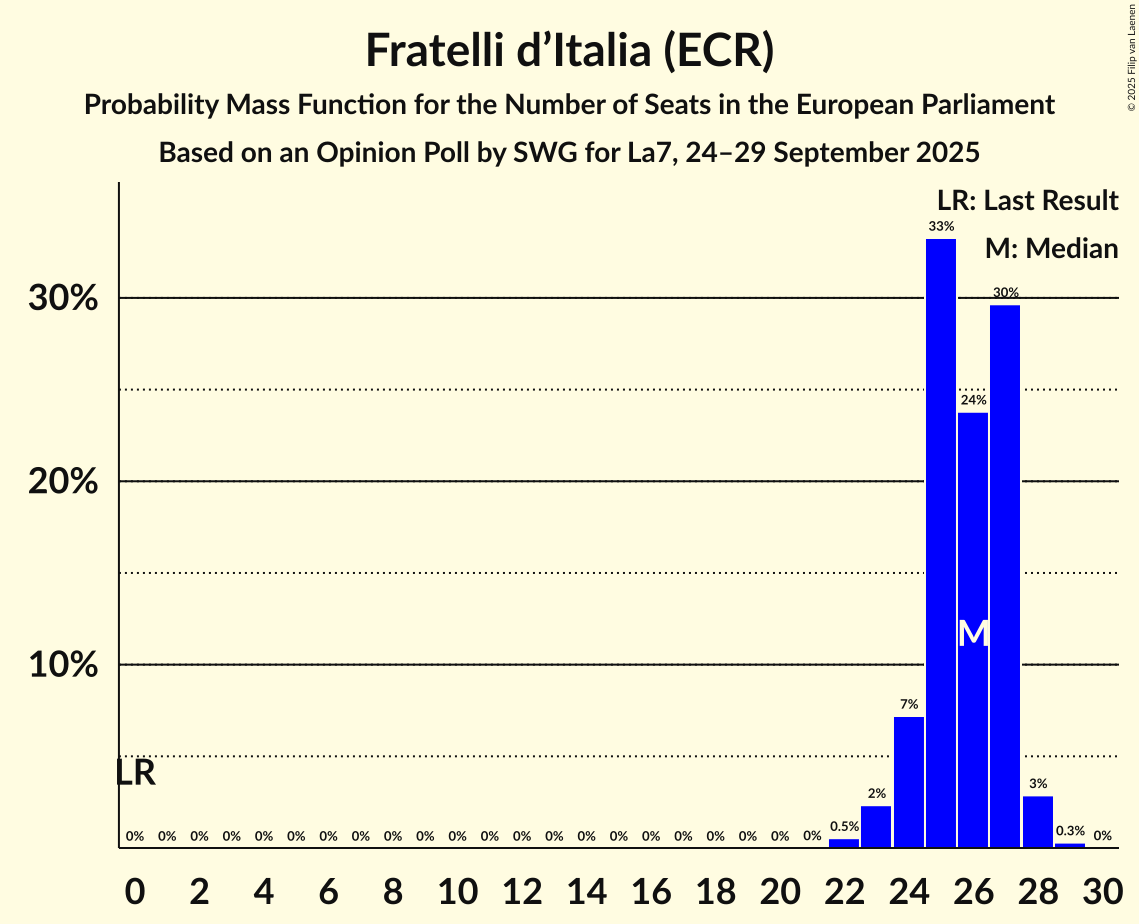 Fratelli d’Italia (ECR)
Probability Mass Function for the Number of Seats in the European Parliament
Based on an Opinion Poll by SWG for La7, 24–29 September 2025
© 2025 Filip van Laenen
LR: Last Result
M: Median
33%
30%
30%
24%
20%
M
10%
7%
LR
3%
2%
0.5%
0.3%
0% 0% 0% 0% 0% 0% 0% 0% 0% 0% 0% 0% 0% 0% 0% 0% 0% 0% 0% 0% 0% 0% 0%
0 2 4 6 8 10 12 14 16 18 20 22 24 26 28 30